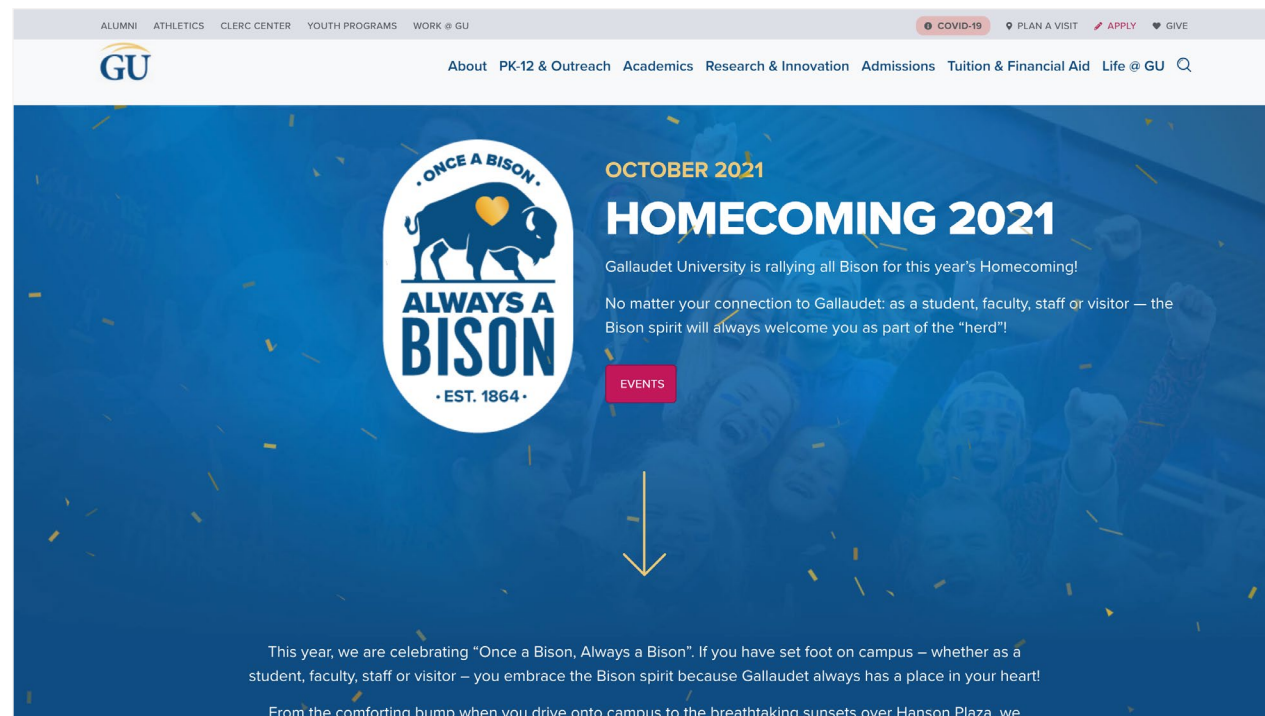 ALUMNI ATHLETICS CLERC CENTER YOUTH PROGRAMS WORK @ GU COVID-19 PLAN A VISIT APPLY GIVE
GU
About PK-12 & Outreach Academics Research & Innovation Admissions Tuition & Financial Aid Life @ GU
· ONCE A BISON ·
ALWAYS A
BISON
· EST. 1864 ·
OCTOBER 2021
HOMECOMING 2021
Gallaudet University is rallying all Bison for this year’s Homecoming!
No matter your connection to Gallaudet: as a student, faculty, staff or visitor — the
Bison spirit will always welcome you as part of the “herd”!
EVENTS
This year, we are celebrating “Once a Bison, Always a Bison”. If you have set foot on campus – whether as a
student, faculty, staff or visitor – you embrace the Bison spirit because Gallaudet always has a place in your heart!
From the comforting bump when you drive onto campus to the breathtaking sunsets over Hanson Plaza, we